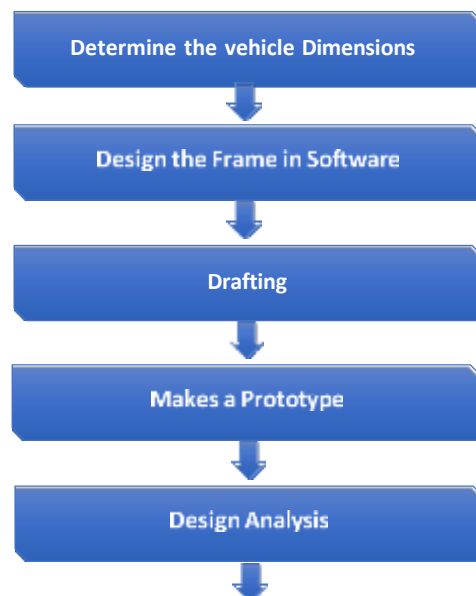 Determine the vehicle Dimensions
Design the Frame in Software
Drafting
Makes a Prototype
Design Analysis